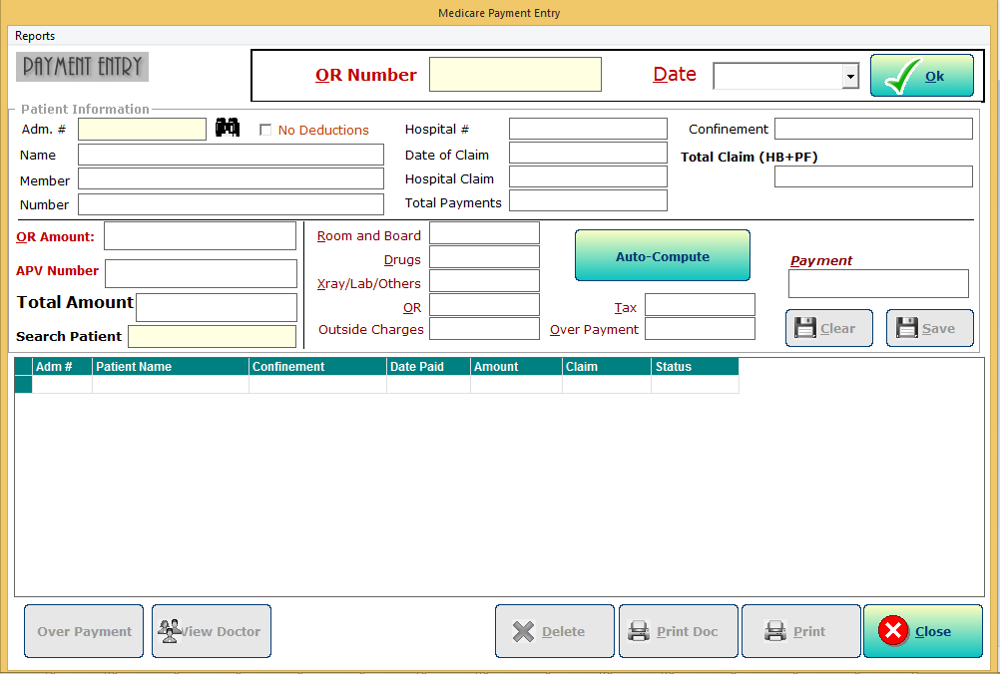 Medicare Payment Entry
Reports
PAYMENT ENTRY
OR Number
Date
Ok
Patient Information
Adm. #
No Deductions
Hospital #
Confinement
Name
Date of Claim
Total Claim (HB+PF)
Member
Hospital Claim
Number
Total Payments
OR Amount:
Room and Board
Auto-Compute
APV Number
Drugs
Payment
Xray/Lab/Others
Total Amount
OR
Tax
Clear
Save
Search Patient
Outside Charges
Over Payment
Adm # Patient Name Confinement Date Paid Amount Claim Status
Over Payment
View Doctor
Delete
Print Doc
Print
Close